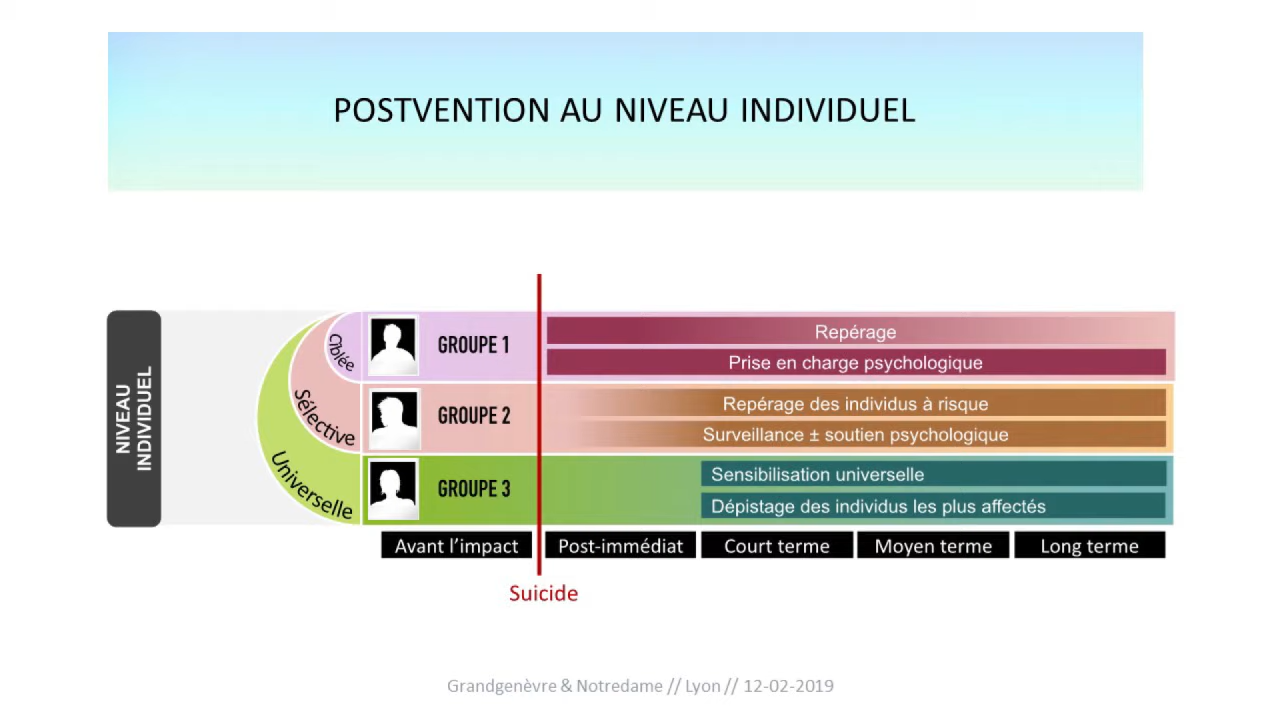 POSTVENTION AU NIVEAU INDIVIDUEL
NIVEAU
INDIVIDUEL
Ciblée
Sélective
Universelle
GROUPE 1
Repérage
Prise en charge psychologique
GROUPE 2
Repérage des individus à risque
Surveillance ± soutien psychologique
GROUPE 3
Sensibilisation universelle
Dépistage des individus les plus affectés
Avant l'impact
Post-immédiat
Court terme
Moyen terme
Long terme
Suicide
Grandgenèvre & Notredame // Lyon // 12-02-2019